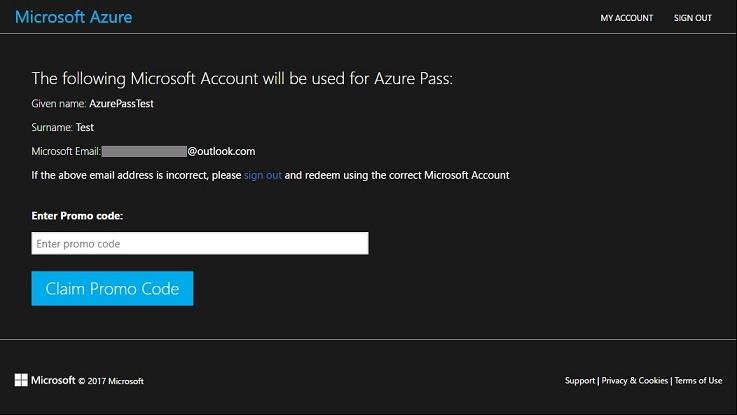 Microsoft Azure
MY ACCOUNT SIGN OUT
The following Microsoft Account will be used for Azure Pass:
Given name: AzurePassTest
Surname: Test
Microsoft Email: @outlook.com
If the above email address is incorrect, please sign out and redeem using the correct Microsoft Account
Enter Promo code:
Enter promo code
Claim Promo Code
Microsoft © 2017 Microsoft
Support | Privacy & Cookies | Terms of Use